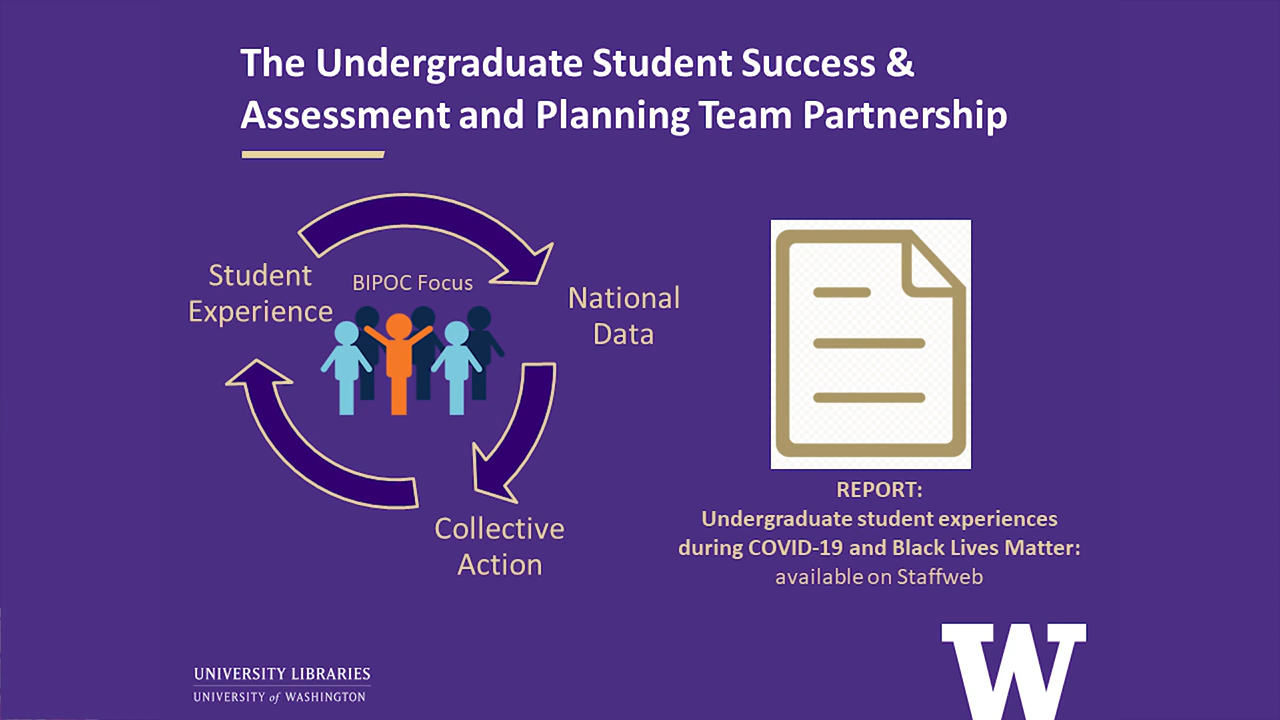 The Undergraduate Student Success &
Assessment and Planning Team Partnership
Student
Experience
BIPOC Focus
National
Data
Collective
Action
REPORT:
Undergraduate student experiences
during COVID-19 and Black Lives Matter:
available on Staffweb
UNIVERSITY LIBRARIES
UNIVERSITY of WASHINGTON
W